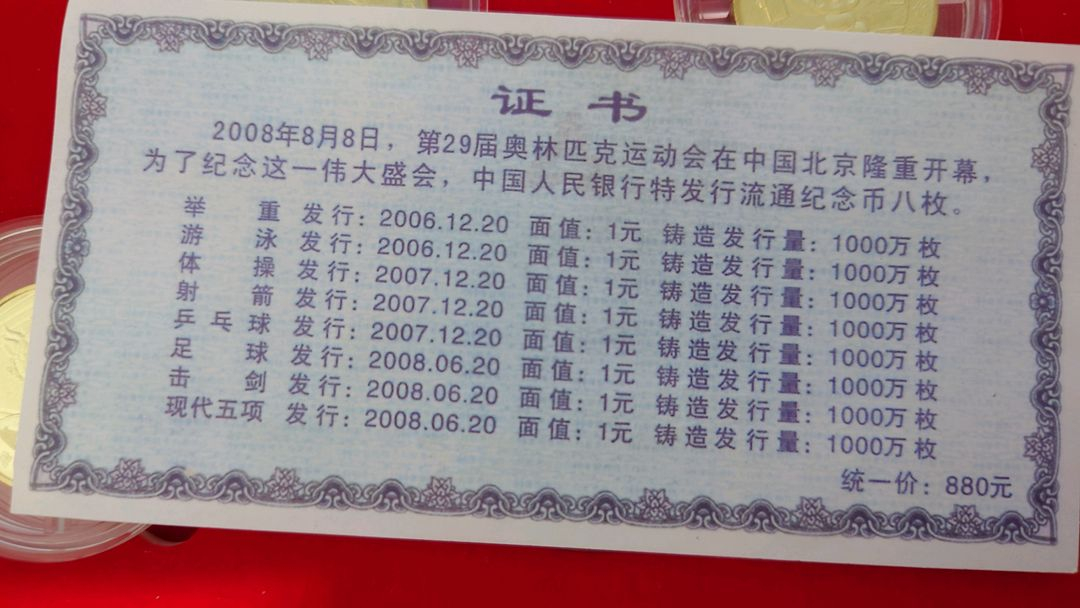 证书
2008年8月8日，第29届奥林匹克运动会在中国北京隆重开幕，
为了纪念这一伟大盛会，中国人民银行特发行流通纪念币八枚。
举重 发行：2006.12.20 面值：1元 铸造发行量：1000万枚
游泳 发行：2006.12.20 面值：1元 铸造发行量：1000万枚
体操 发行：2007.12.20 面值：1元 铸造发行量：1000万枚
射箭 发行：2007.12.20 面值：1元 铸造发行量：1000万枚
乒乓球 发行：2007.12.20 面值：1元 铸造发行量：1000万枚
足球 发行：2008.06.20 面值：1元 铸造发行量：1000万枚
击剑 发行：2008.06.20 面值：1元 铸造发行量：1000万枚
现代五项 发行：2008.06.20 面值：1元 铸造发行量：1000万枚
统一价：880元